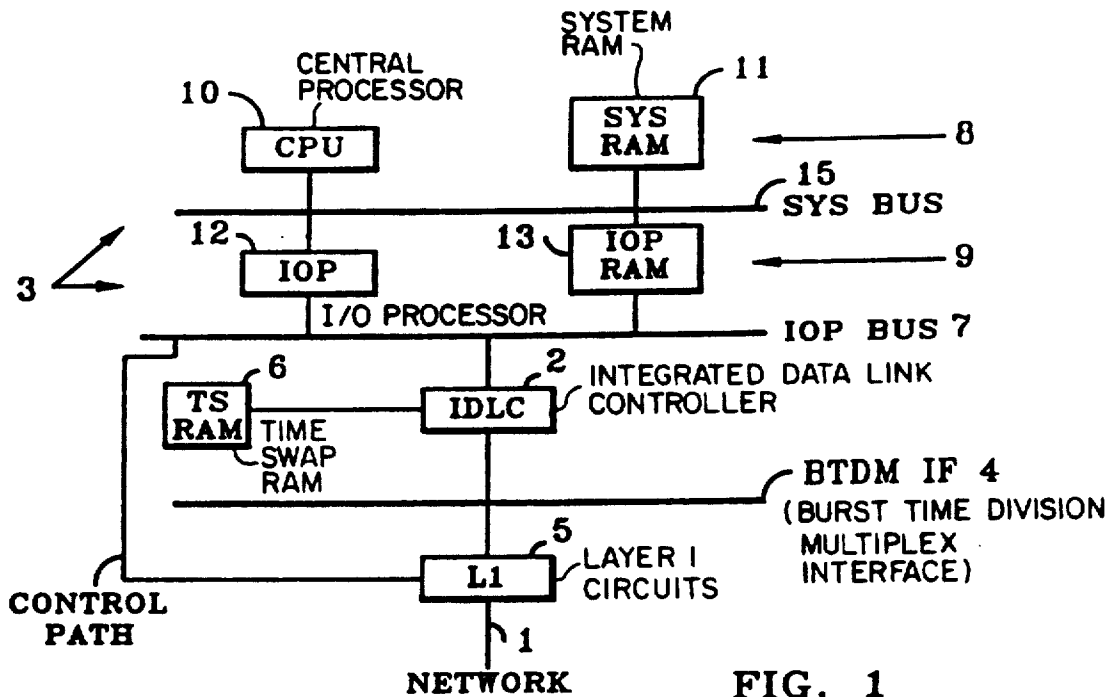 SYSTEM
RAM
11
CENTRAL
PROCESSOR
10
SYS
RAM
8
CPU
15
SYS BUS
12
13
IOP
RAM
9
IOP
3
I/O PROCESSOR
IOP BUS 7
6
2
INTEGRATED DATA LINK
CONTROLLER
TS
RAM
IDLC
TIME
SWAP
RAM
BTDM IF 4
(BURST TIME DIVISION
MULTIPLEX
INTERFACE)
5
L1
LAYER I
CIRCUITS
CONTROL
PATH
1
NETWORK
FIG. 1